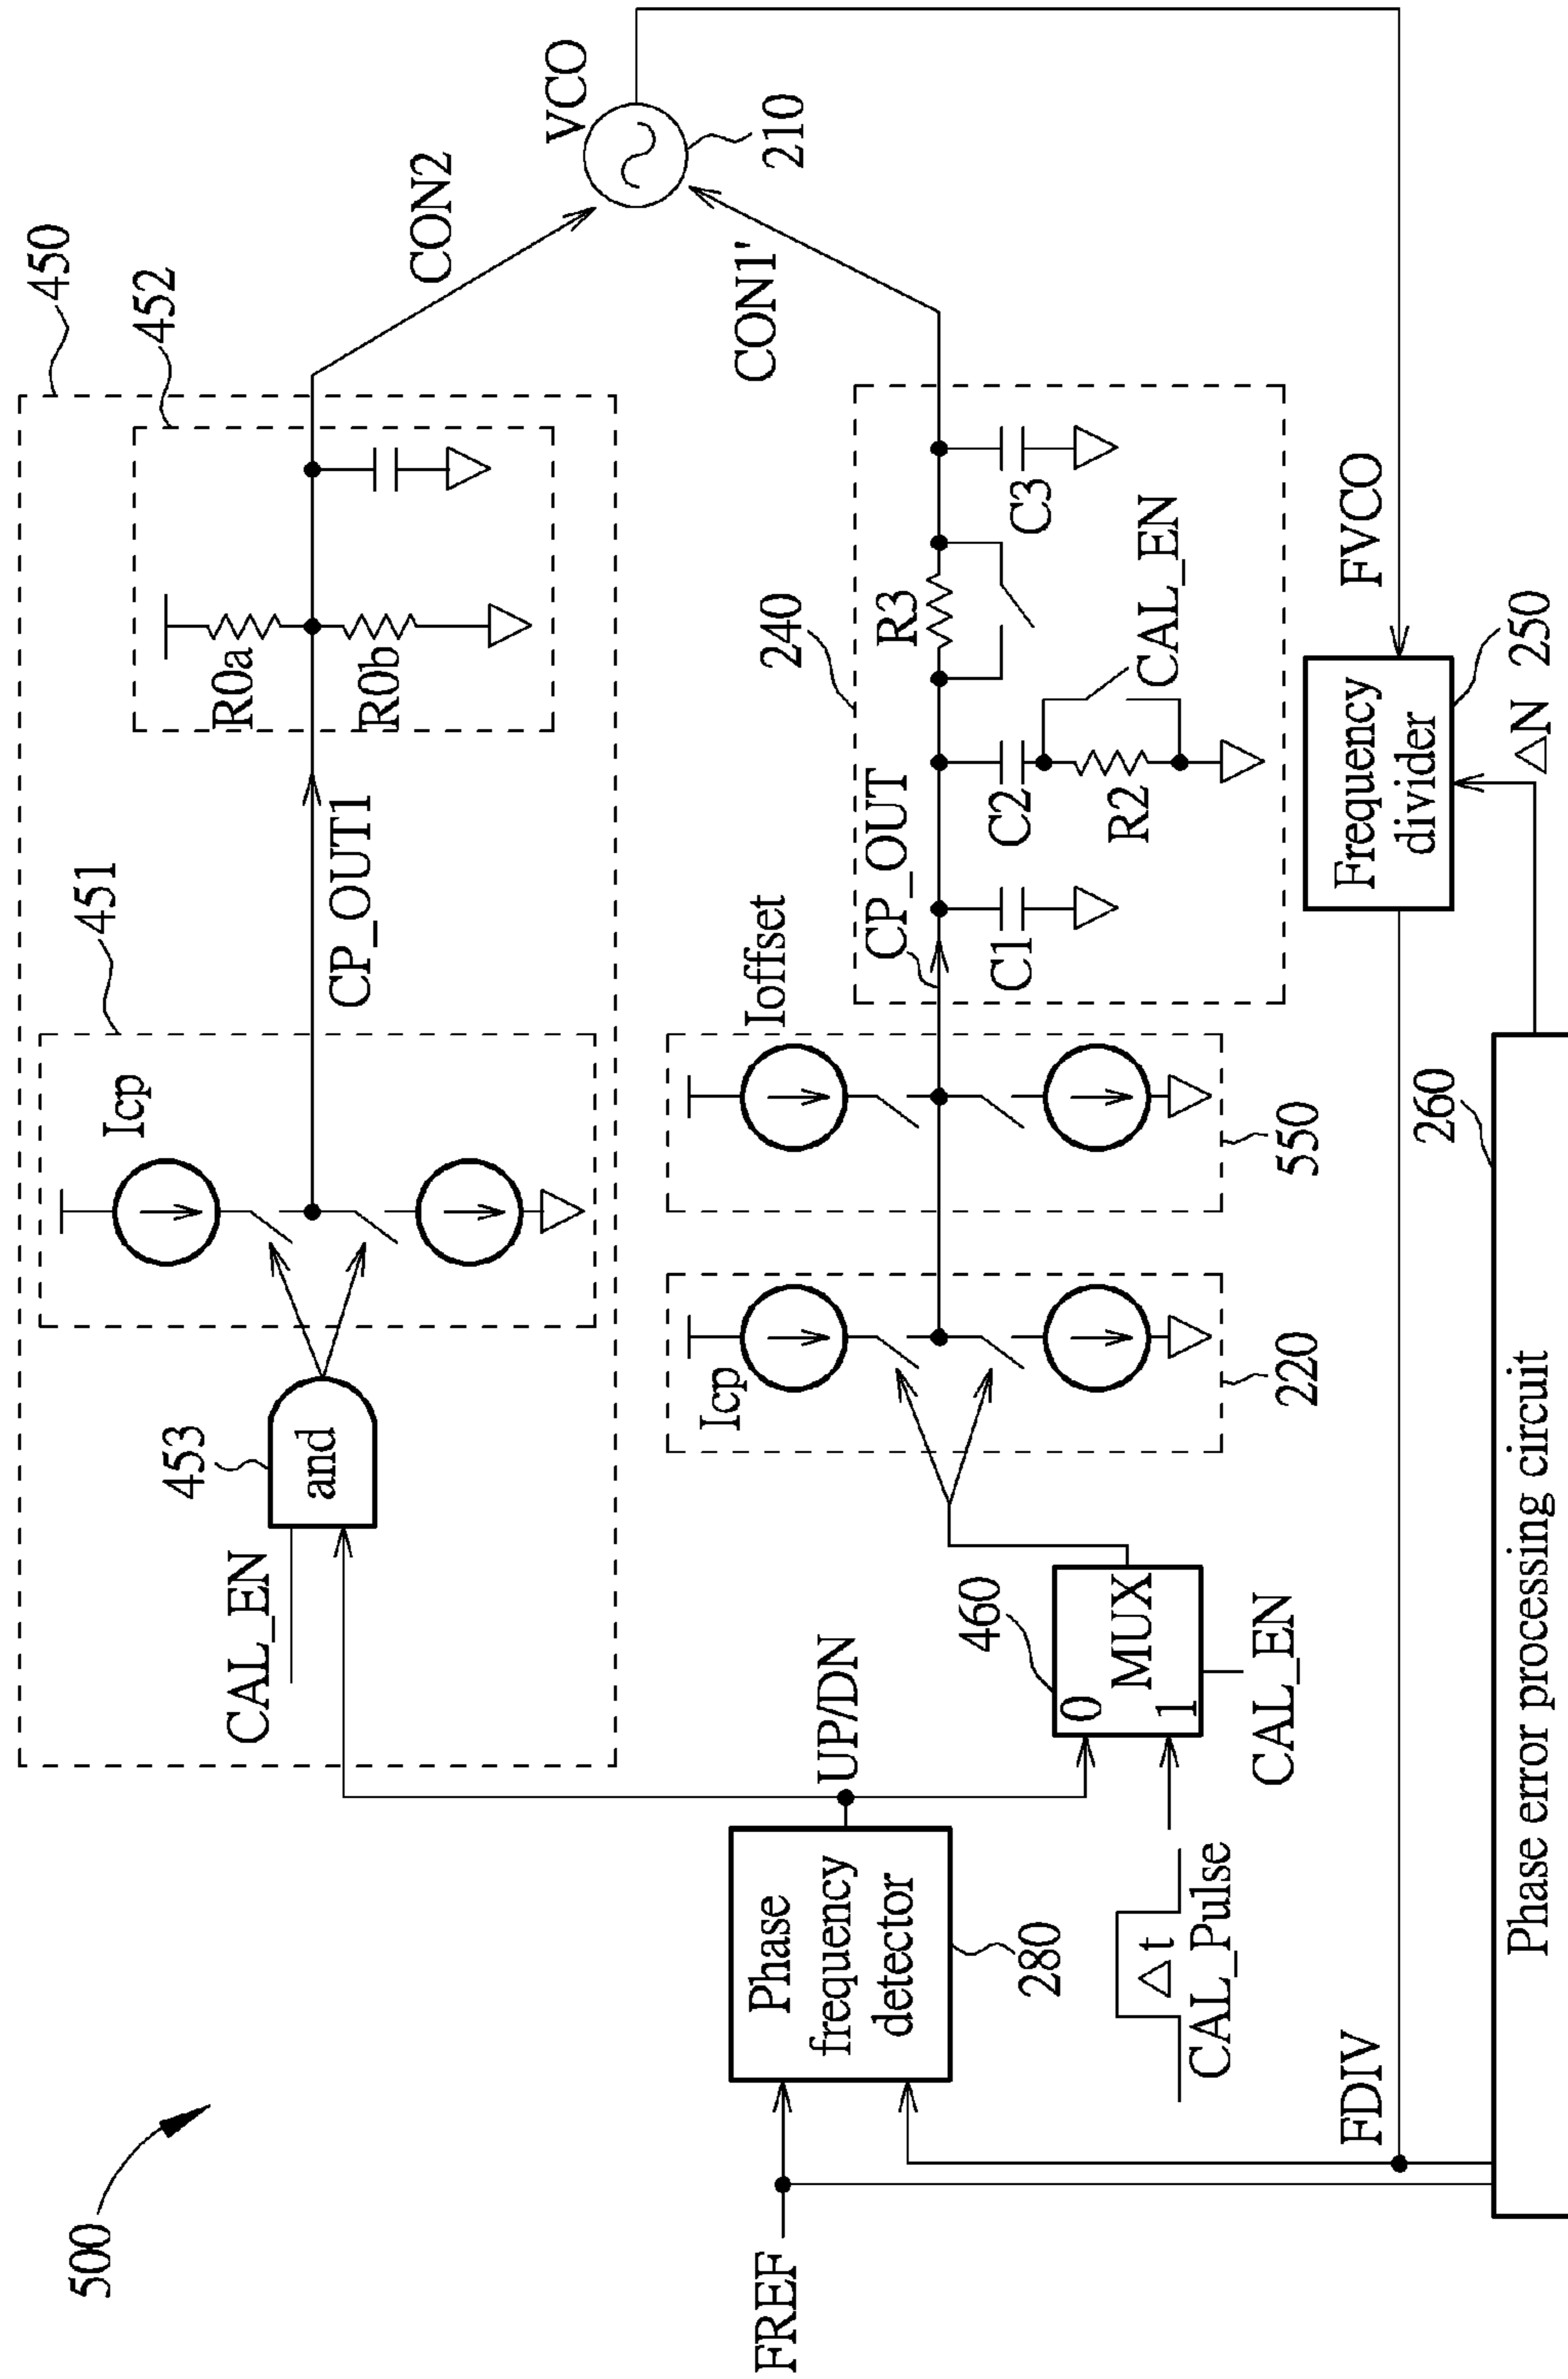 500
450
452
451
453
CAL_EN
and
Icp
CP_OUT1
R0a
R0b
CON2
VCO
210
CON1'
FREF
Phase
frequency
detector
280
UP/DN
460
0
MUX
1
CAL_EN
△t
CAL_Pulse
Icp
220
Ioffset
550
CP_OUT
240
C1
C2
R2
R3
CAL_EN
C3
FDIV
FVCO
Frequency
divider
250
△N
260
Phase error processing circuit